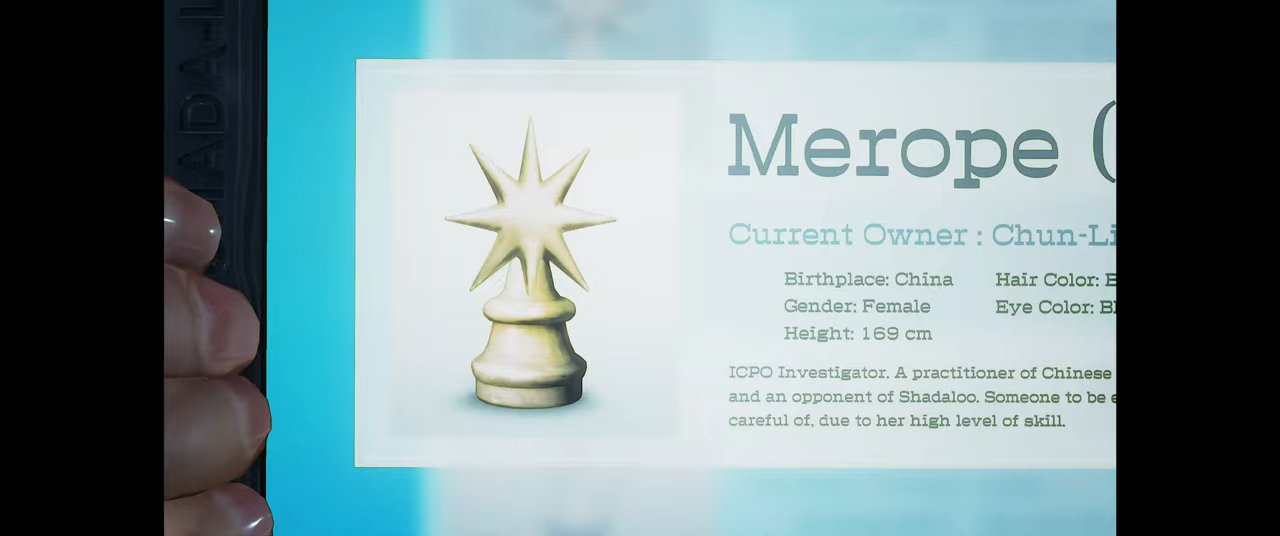 Merope (
Current Owner : Chun-Li
Birthplace: China
Hair Color:
Gender: Female
Eye Color:
Height: 169 cm
ICPO Investigator. A practitioner of Chinese
and an opponent of Shadaloo. Someone to be
careful of, due to her high level of skill.